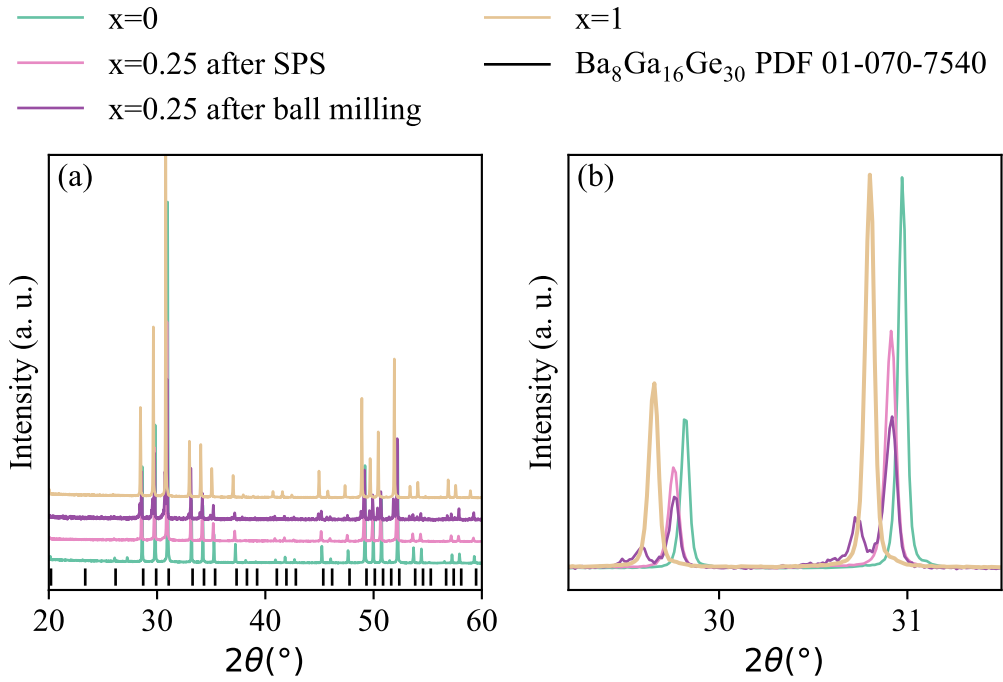 x=0
x=0.25 after SPS
x=0.25 after ball milling
x=1
Ba₈Ga₁₆Ge₃₀ PDF 01-070-7540
(a)
Intensity (a. u.)
20 30 40 50 60
2θ(°)
(b)
Intensity (a. u.)
30 31
2θ(°)